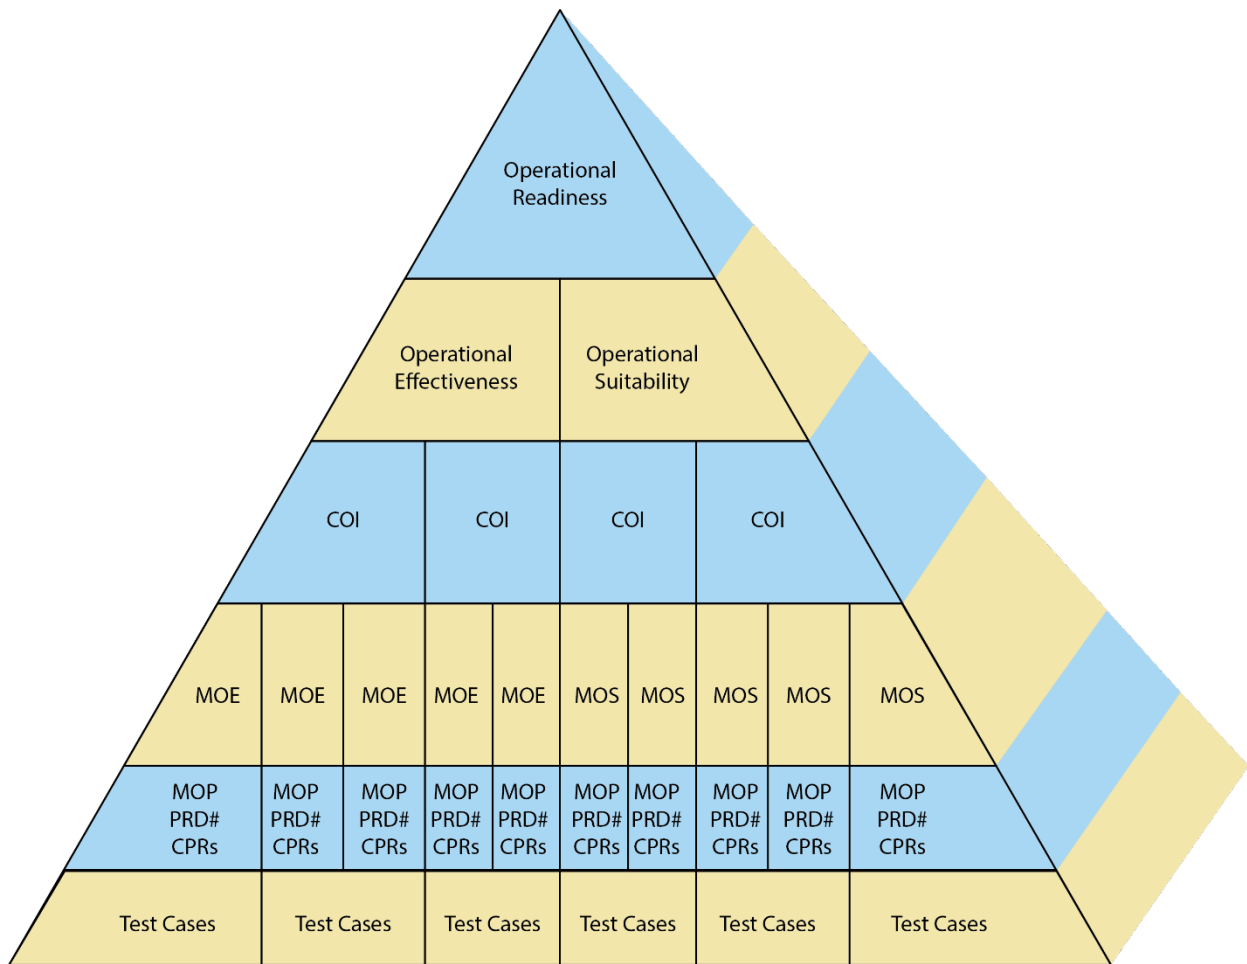 Operational
Readiness
Operational
Effectiveness
Operational
Suitability
COI
COI
COI
COI
MOE
MOE
MOE
MOE
MOE
MOS
MOS
MOS
MOS
MOS
MOP
PRD#
CPRs
MOP
PRD#
CPRs
MOP
PRD#
CPRs
MOP
PRD#
CPRs
MOP
PRD#
CPRs
MOP
PRD#
CPRs
MOP
PRD#
CPRs
MOP
PRD#
CPRs
MOP
PRD#
CPRs
MOP
PRD#
CPRs
Test Cases
Test Cases
Test Cases
Test Cases
Test Cases
Test Cases